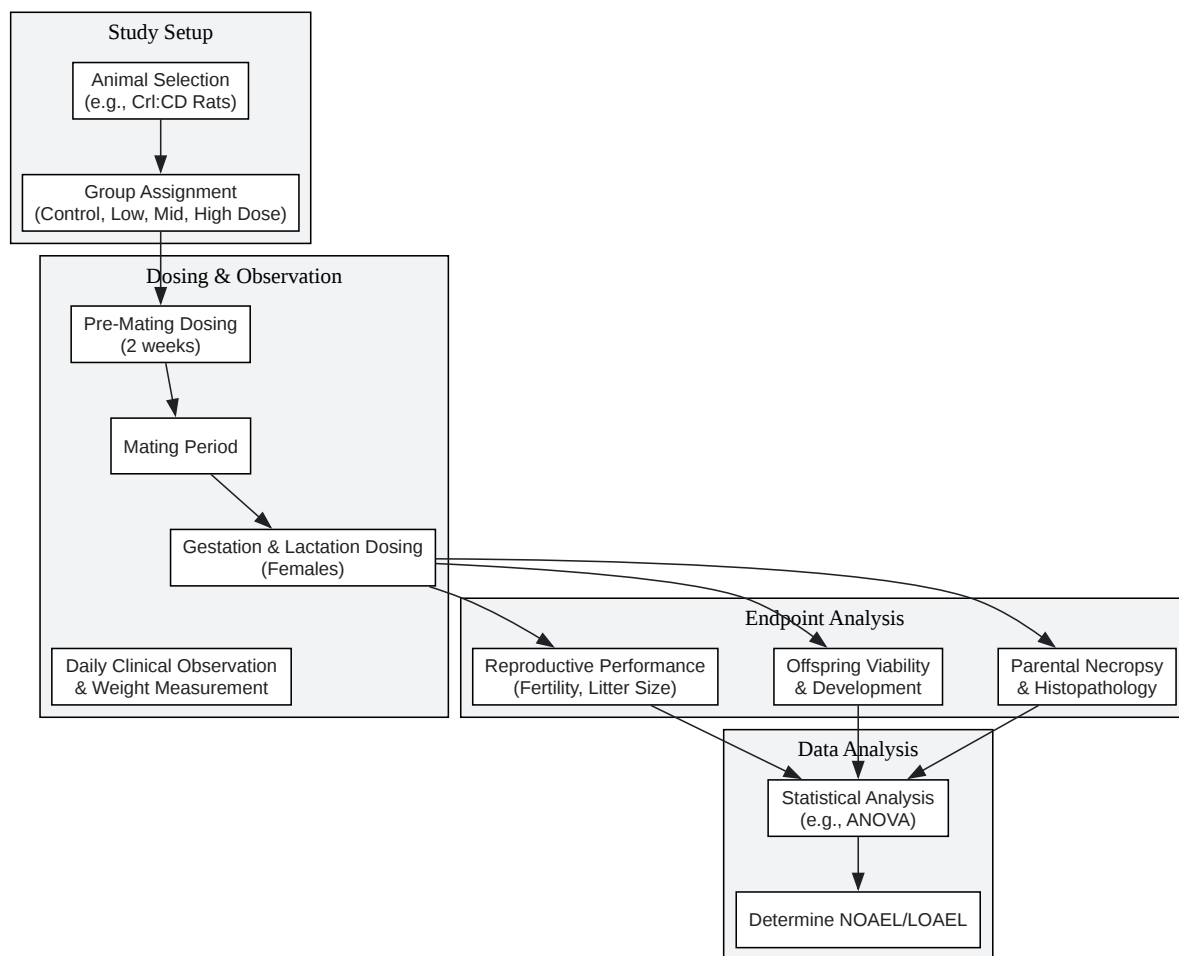 Study Setup
Animal Selection
(e.g., Crl:CD Rats)
Group Assignment
(Control, Low, Mid, High Dose)
Dosing & Observation
Pre-Mating Dosing
(2 weeks)
Mating Period
Gestation & Lactation Dosing
(Females)
Daily Clinical Observation
& Weight Measurement
Endpoint Analysis
Reproductive Performance
(Fertility, Litter Size)
Offspring Viability
& Development
Parental Necropsy
& Histopathology
Data Analysis
Statistical Analysis
(e.g., ANOVA)
Determine NOAEL/LOAEL